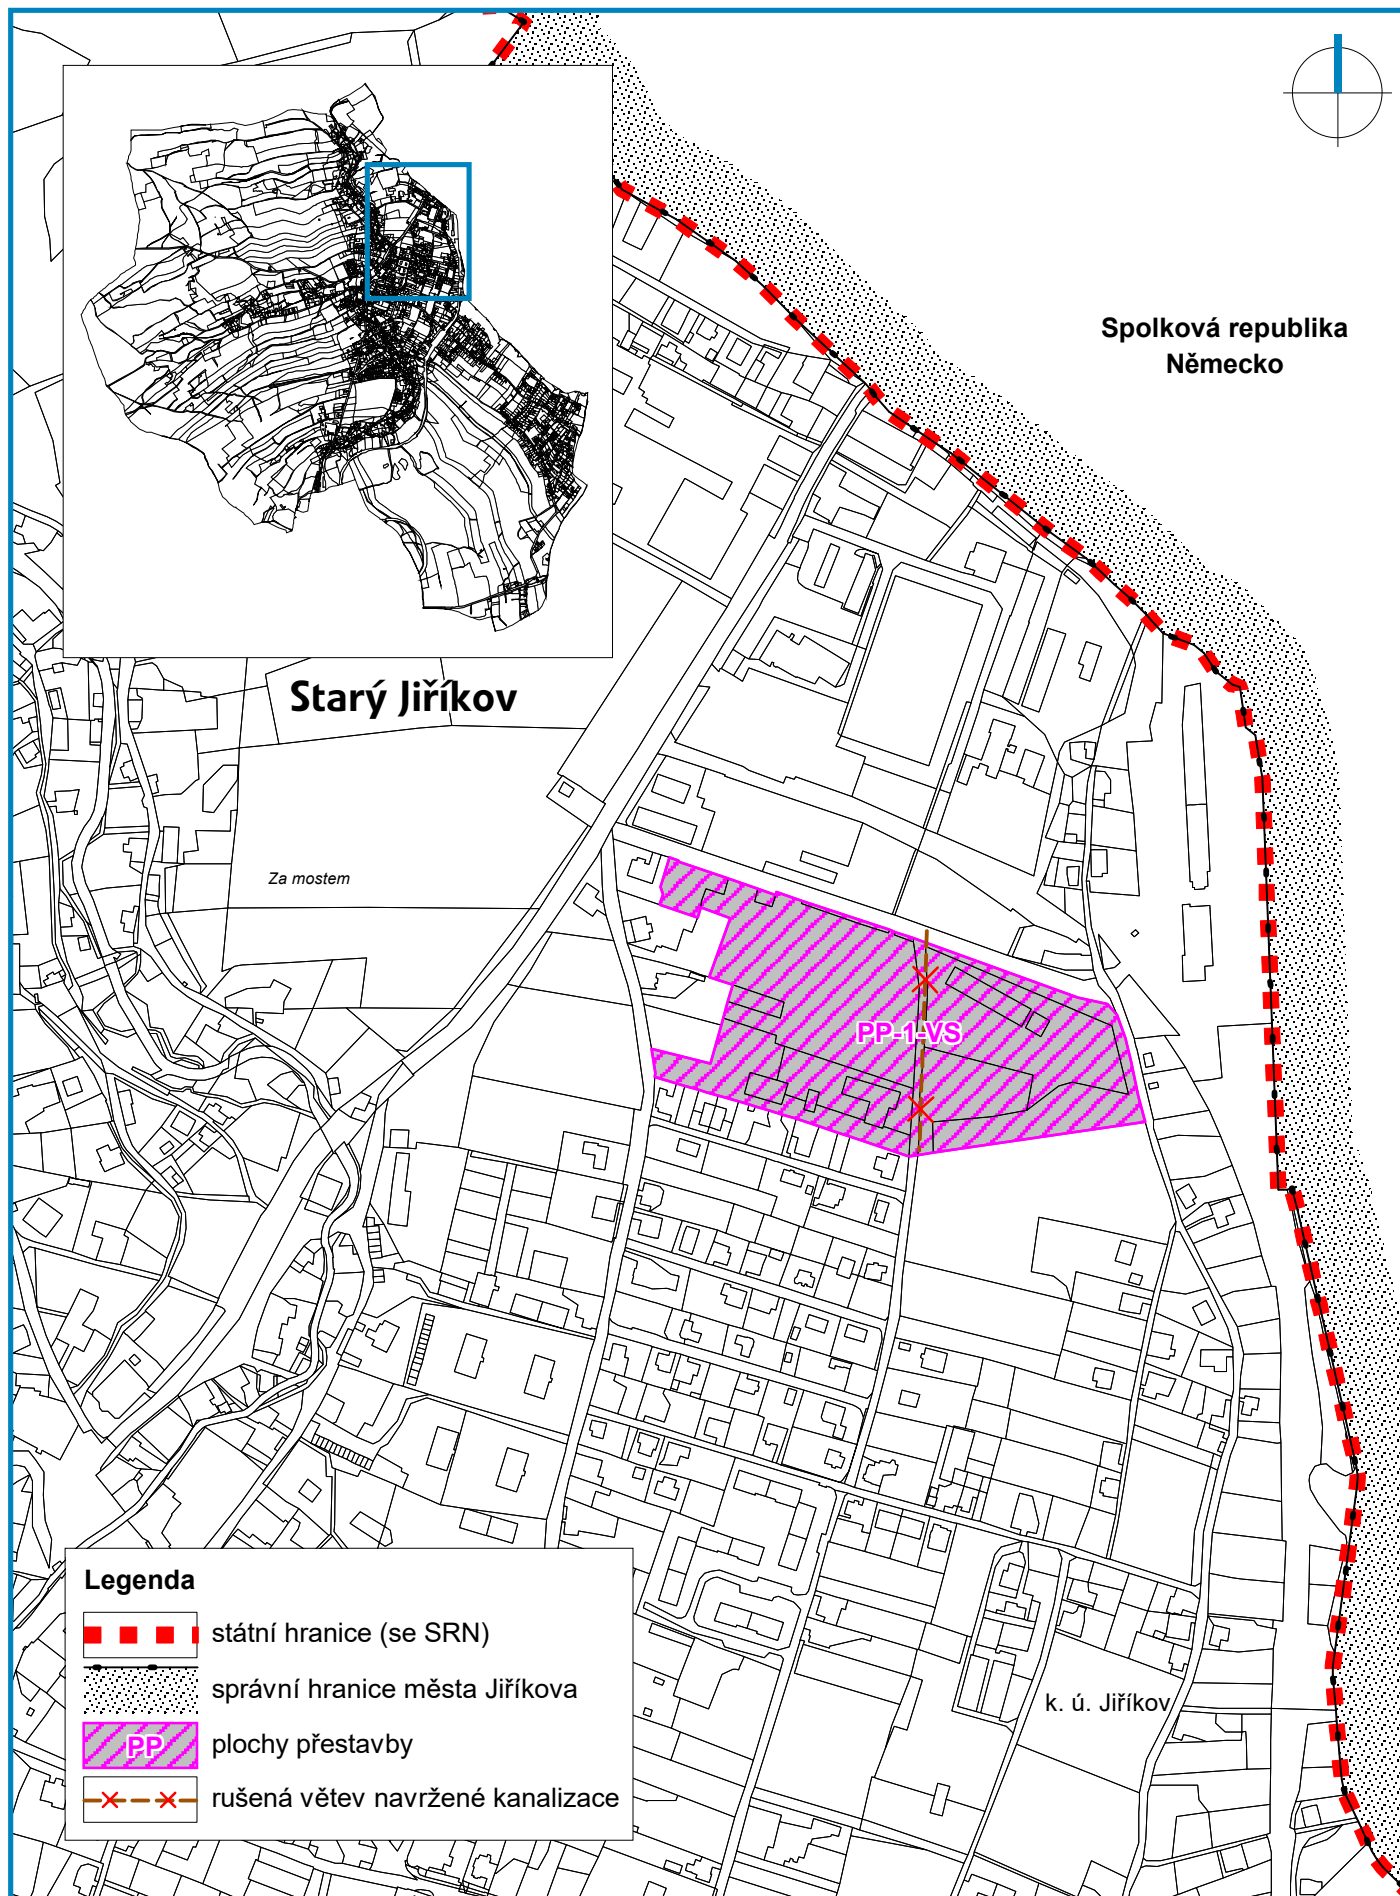 Spolková republika
Německo
Starý Jiříkov
Za mostem
PP-1-VS
k. ú. Jiříkov
Legenda
státní hranice (se SRN)
správní hranice města Jiříkova
PP
plochy přestavby
rušená větev navržené kanalizace